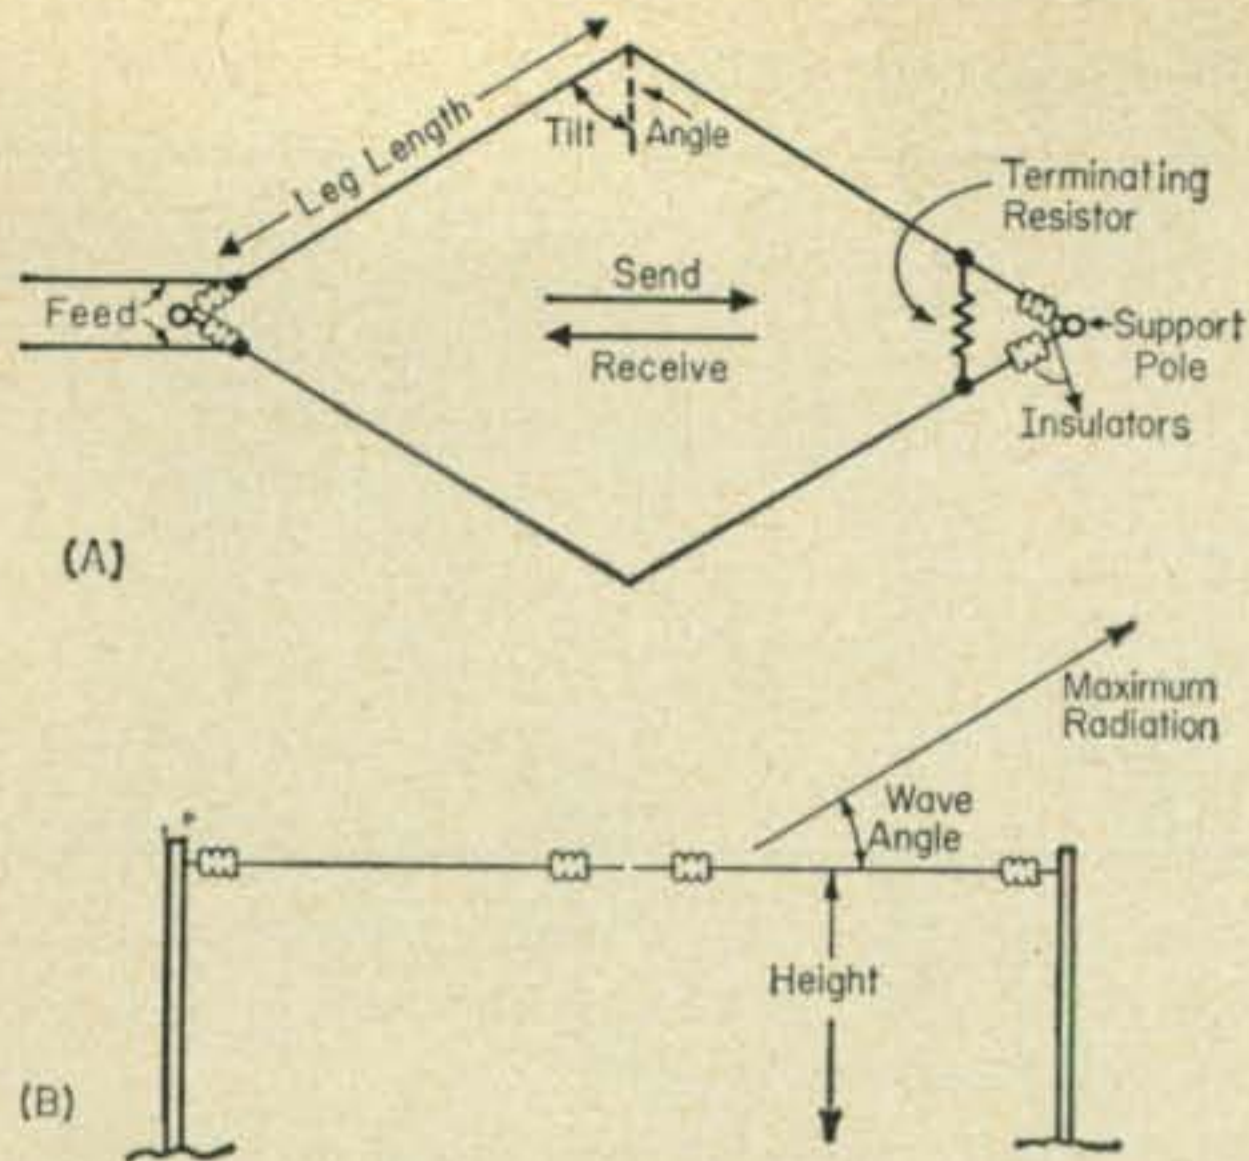 Leg Length
Tilt Angle
Terminating
Resistor
Send
Feed
Receive
Support
Pole
Insulators
(A)
Maximum
Radiation
Wave
Angle
Height
(B)